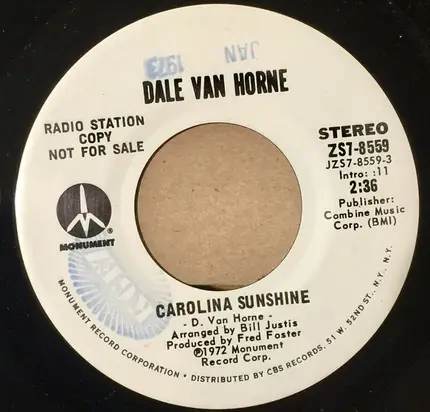 JAN 1973
DALE VAN HORNE
RADIO STATION
COPY
NOT FOR SALE
STEREO
ZS7-8559
JZS7-8559-3
Intro: :11
2:36
Publisher:
Combine Music
Corp. (BMI)
®
MONUMENT
CAROLINA SUNSHINE
- D. Van Horne -
Arranged by Bill Justis
Produced by Fred Foster
Ⓟ1972 Monument
Record Corp.
MONUMENT RECORD CORPORATION • DISTRIBUTED BY CBS RECORDS, 51 W. 52ND ST., N.Y., N.Y.